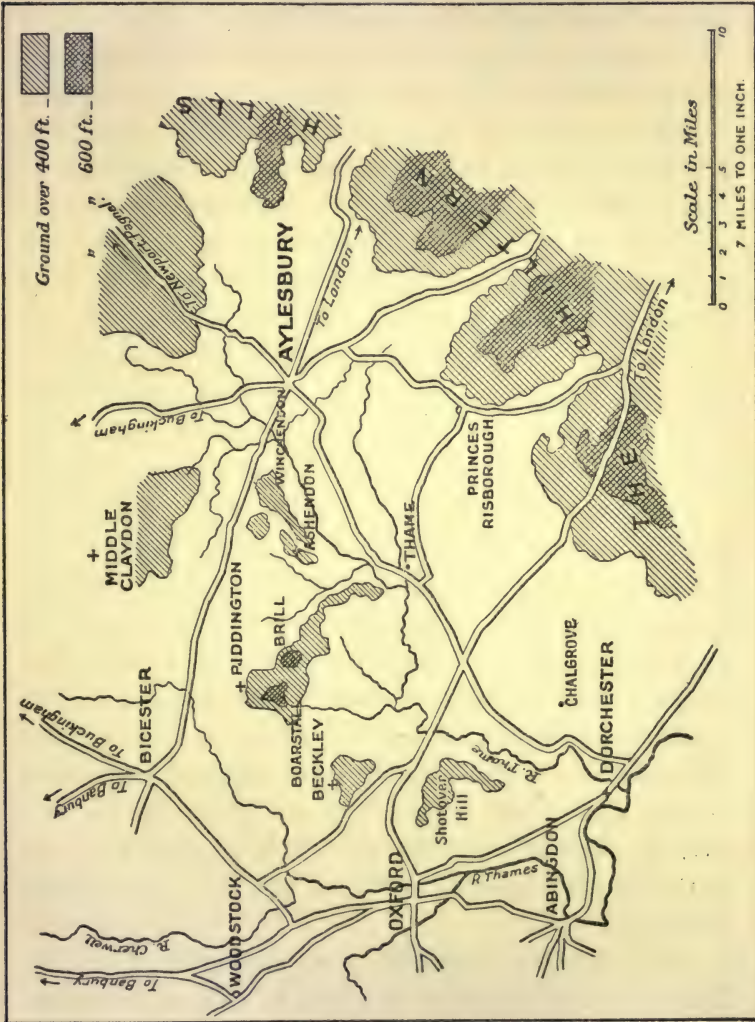 Ground over 400 ft.
" " 600 ft.
To Banbury
R. Cherwell
WOODSTOCK
To Banbury
To Buckingham
BICESTER
+ MIDDLE
CLAYDON
To Buckingham
To Newport Pagnal.
AYLESBURY
To London
+ PIDDINGTON
BRILL
BOARSTALL
BECKLEY
+
WINCHENDON
ASHENDON
OXFORD
Shotover
Hill
R. Thame
THAME
PRINCES
RISBOROUGH
R Thames
ABINGDON
DORCHESTER
CHALGROVE
THE
CHILTERN
HILLS
To London
Scale in Miles
0 1 2 3 4 5 10
7 MILES TO ONE INCH.